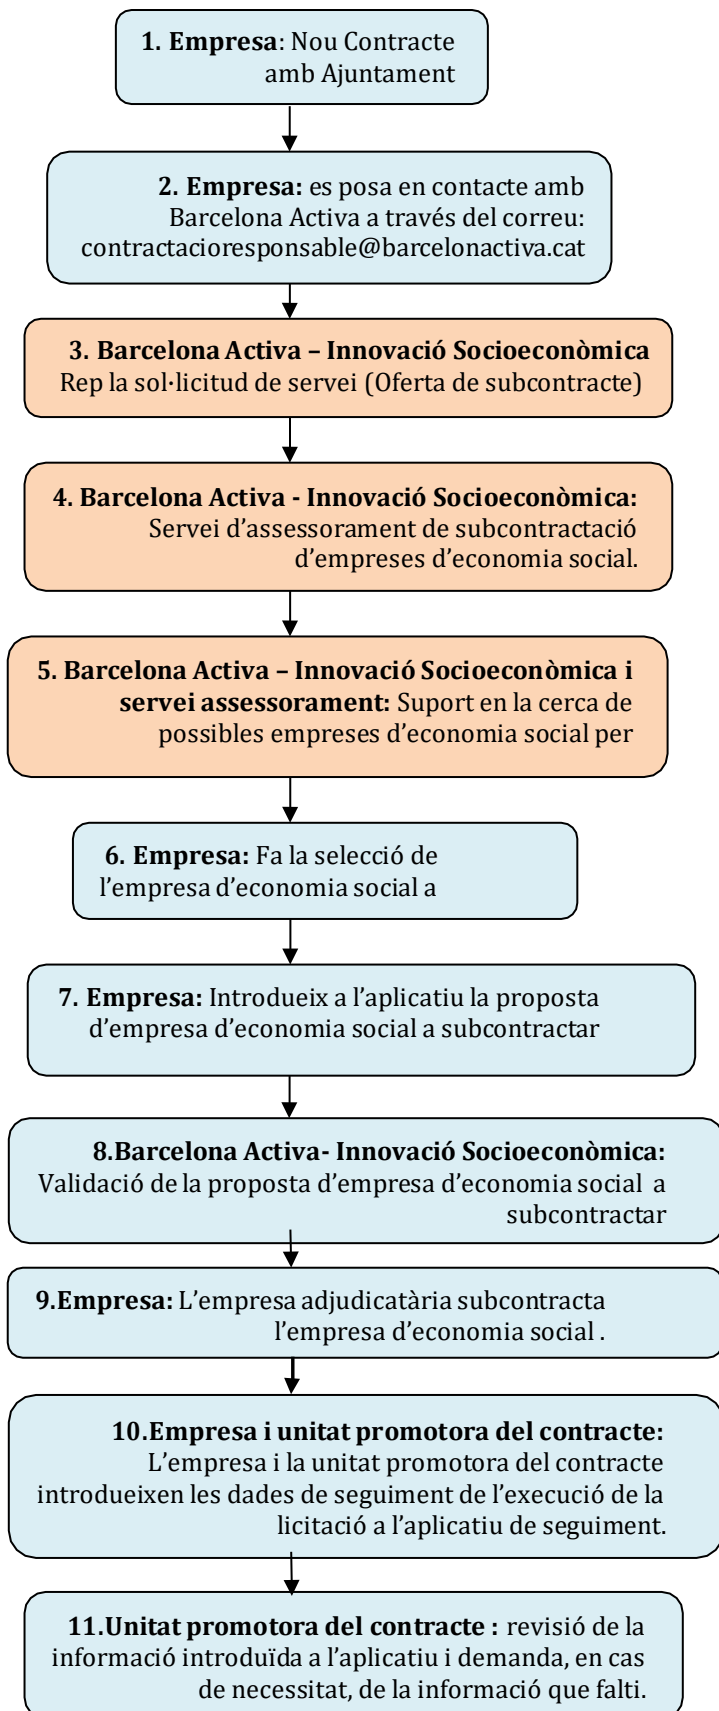 1. Empresa: Nou Contracte
amb Ajuntament
2. Empresa: es posa en contacte amb
Barcelona Activa a través del correu:
contractacioresponsable@barcelonactiva.cat
3. Barcelona Activa – Innovació Socioeconòmica
Rep la sol·licitud de servei (Oferta de subcontracte)
4. Barcelona Activa - Innovació Socioeconòmica:
Servei d’assessorament de subcontractació
d’empreses d’economia social.
5. Barcelona Activa – Innovació Socioeconòmica i
servei assessorament: Suport en la cerca de
possibles empreses d’economia social per
6. Empresa: Fa la selecció de
l’empresa d’economia social a
7. Empresa: Introdueix a l’aplicatiu la proposta
d’empresa d’economia social a subcontractar
8.Barcelona Activa- Innovació Socioeconòmica:
Validació de la proposta d’empresa d’economia social a
subcontractar
9.Empresa: L’empresa adjudicatària subcontracta
l’empresa d’economia social .
10.Empresa i unitat promotora del contracte:
L’empresa i la unitat promotora del contracte
introdueixen les dades de seguiment de l’execució de la
licitació a l’aplicatiu de seguiment.
11.Unitat promotora del contracte : revisió de la
informació introduïda a l’aplicatiu i demanda, en cas
de necessitat, de la informació que falti.